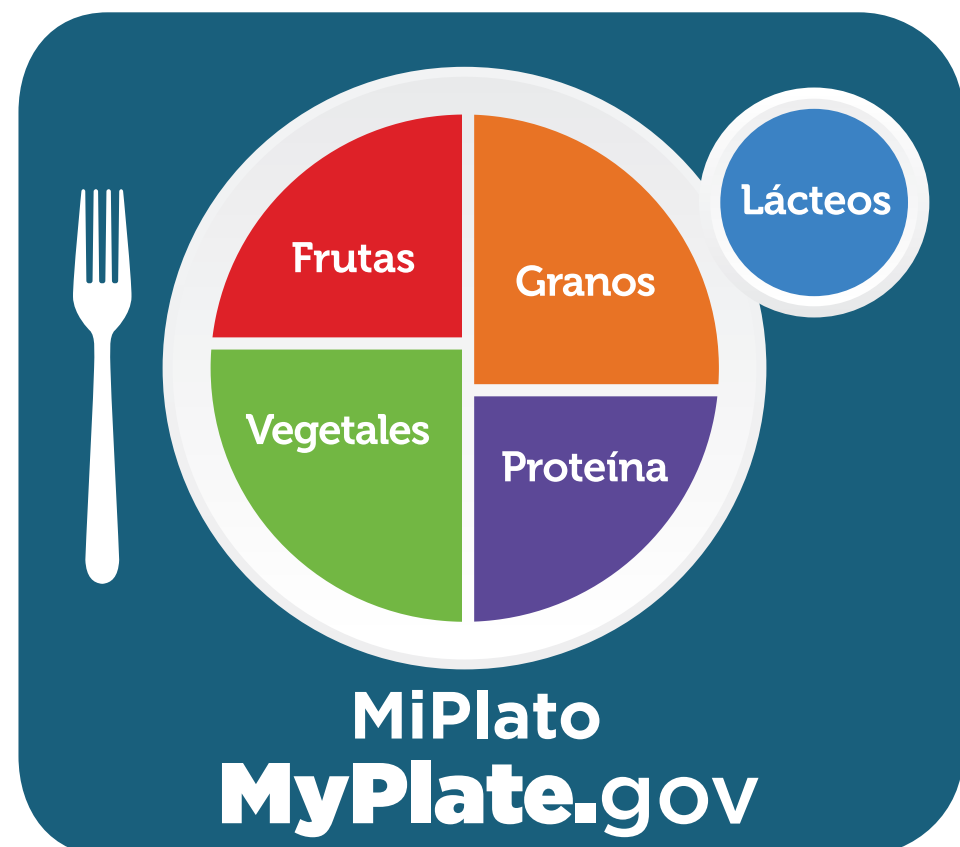 Lácteos
Frutas
Granos
Vegetales
Proteína
MiPlato
MyPlate.gov